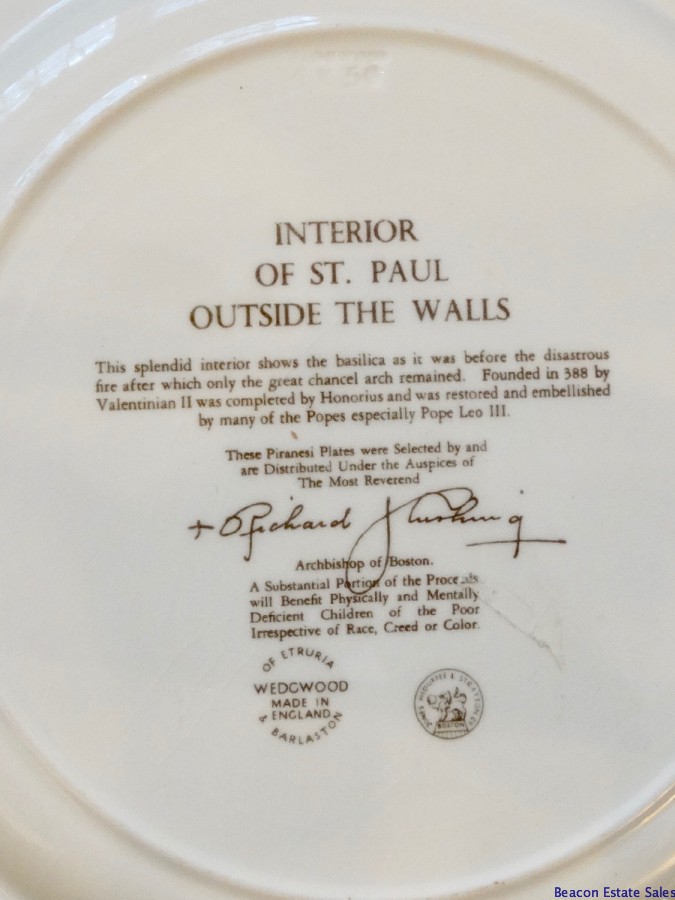 INTERIOR
OF ST. PAUL
OUTSIDE THE WALLS
This splendid interior shows the basilica as it was before the disastrous
fire after which only the great chancel arch remained. Founded in 388 by
Valentinian II was completed by Honorius and was restored and embellished
by many of the Popes especially Pope Leo III.
These Piranesi Plates were Selected by and
are Distributed Under the Auspices of
The Most Reverend
+ Richard J Cushing
Archbishop of Boston.
A Substantial Portion of the Proceeds
will Benefit Physically and Mentally
Deficient Children of the Poor
Irrespective of Race, Creed or Color.
OF ETRURIA
WEDGWOOD
MADE IN
ENGLAND
& BARLASTON
JONES McDUFFEE & STRATTON CO
BOSTON
Beacon Estate Sales